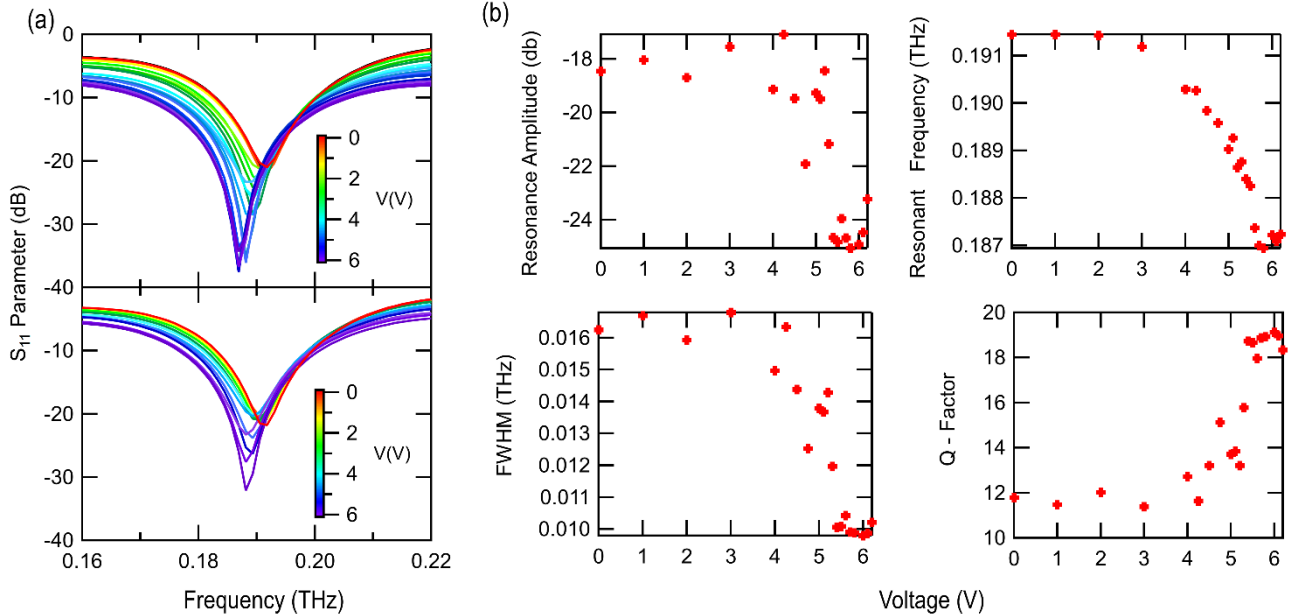 (a)
S11 Parameter (dB)
0
-10
-20
-30
-40
0
2
4
6
V(V)
-10
-20
-30
-40
0
2
4
6
V(V)
0.16
0.18
0.20
0.22
Frequency (THz)
(b)
Resonance Amplitude (db)
-18
-20
-22
-24
0 1 2 3 4 5 6
Resonant Frequency (THz)
0.191
0.190
0.189
0.188
0.187
0 1 2 3 4 5 6
FWHM (THz)
0.016
0.015
0.014
0.013
0.012
0.010
0.010
0 1 2 3 4 5 6
Q - Factor
20
18
16
14
12
10
0 1 2 3 4 5 6
Voltage (V)